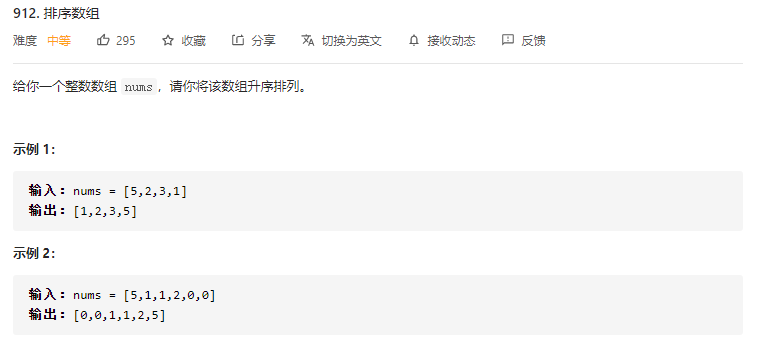 912. 排序数组
难度 中等 295 收藏 分享 切换为英文 接收动态 反馈
给你一个整数数组 nums，请你将该数组升序排列。
示例 1：
输入：nums = [5,2,3,1]
输出：[1,2,3,5]
示例 2：
输入：nums = [5,1,1,2,0,0]
输出：[0,0,1,1,2,5]